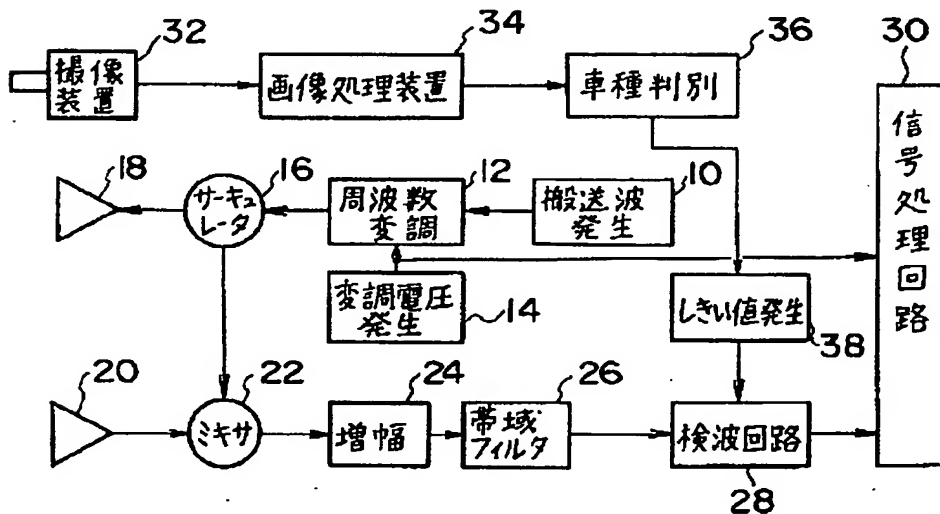 32
34
36
30
撮像
装置
画像処理装置
車種判別
信号処理回路
18
16
12
10
サーキュ
レータ
周波数
変調
搬送波
発生
変調電圧
発生
14
しきい値発生
38
20
22
24
26
ミキサ
増幅
帯域
フィルタ
検波回路
28